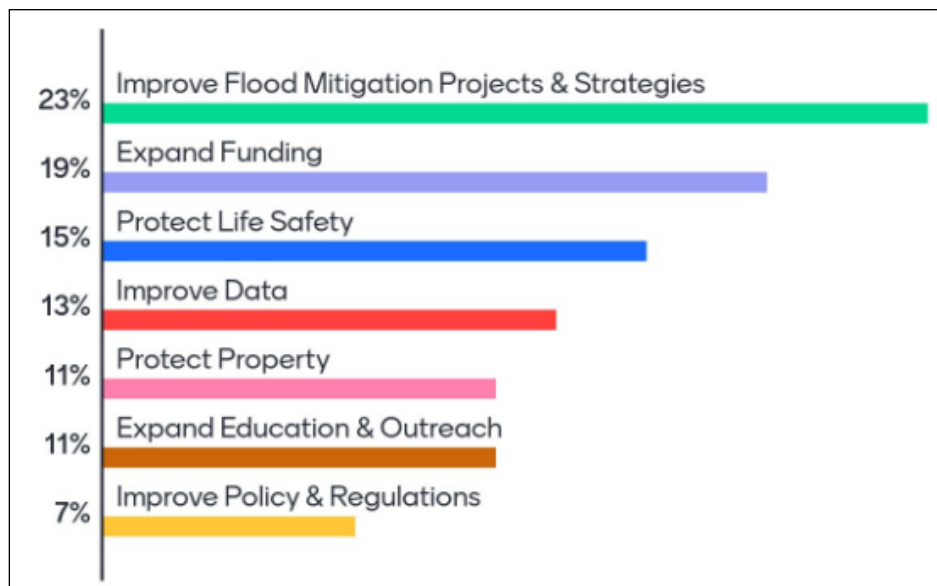 Improve Flood Mitigation Projects & Strategies
23%
Expand Funding
19%
Protect Life Safety
15%
Improve Data
13%
Protect Property
11%
Expand Education & Outreach
11%
Improve Policy & Regulations
7%